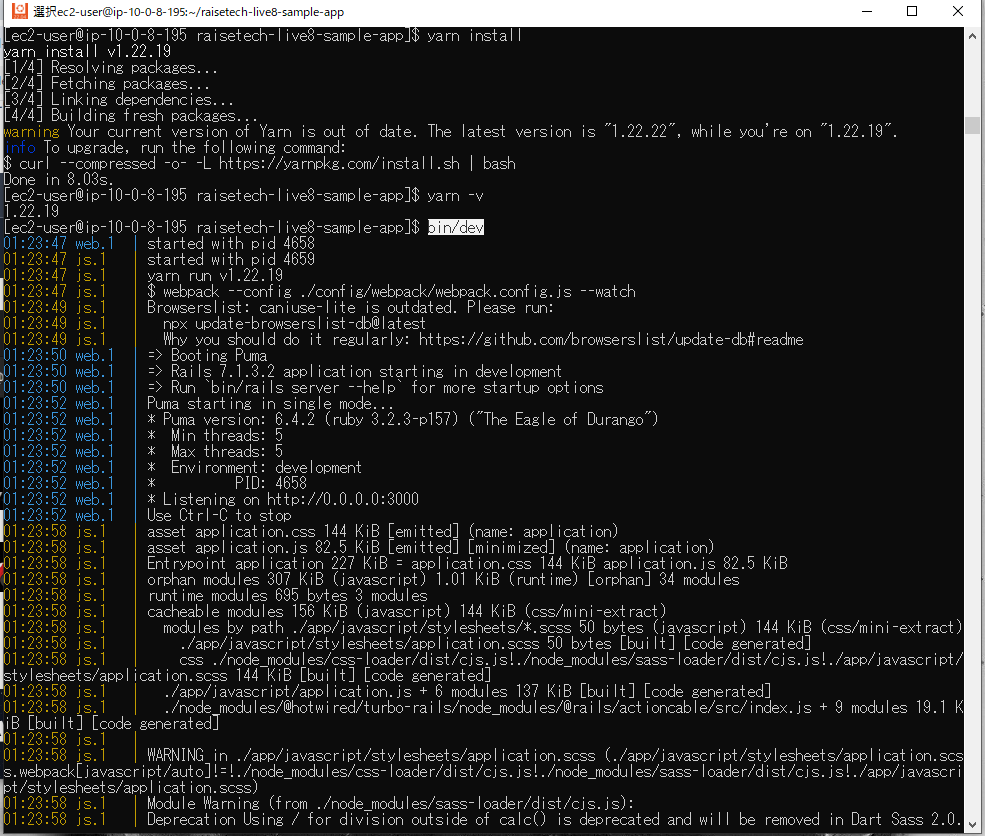 選択ec2-user@ip-10-0-8-195:~/raisetech-live8-sample-app
[ec2-user@ip-10-0-8-195 raisetech-live8-sample-app]$ yarn install
yarn install v1.22.19
[1/4] Resolving packages...
[2/4] Fetching packages...
[3/4] Linking dependencies...
[4/4] Building fresh packages...
warning Your current version of Yarn is out of date. The latest version is "1.22.22", while you're on "1.22.19".
info To upgrade, run the following command:
$ curl --compressed -o- -L https://yarnpkg.com/install.sh | bash
Done in 8.03s.
[ec2-user@ip-10-0-8-195 raisetech-live8-sample-app]$ yarn -v
1.22.19
[ec2-user@ip-10-0-8-195 raisetech-live8-sample-app]$ bin/dev
01:23:47 web.1  | started with pid 4658
01:23:47 js.1   | started with pid 4659
01:23:47 js.1   | yarn run v1.22.19
01:23:47 js.1   | $ webpack --config ./config/webpack/webpack.config.js --watch
01:23:49 js.1   | Browserslist: caniuse-lite is outdated. Please run:
01:23:49 js.1   |   npx update-browserslist-db@latest
01:23:49 js.1   |   Why you should do it regularly: https://github.com/browserslist/update-db#readme
01:23:50 web.1  | => Booting Puma
01:23:50 web.1  | => Rails 7.1.3.2 application starting in development
01:23:50 web.1  | => Run `bin/rails server --help` for more startup options
01:23:52 web.1  | Puma starting in single mode...
01:23:52 web.1  | * Puma version: 6.4.2 (ruby 3.2.3-p157) ("The Eagle of Durango")
01:23:52 web.1  | *  Min threads: 5
01:23:52 web.1  | *  Max threads: 5
01:23:52 web.1  | *  Environment: development
01:23:52 web.1  | *          PID: 4658
01:23:52 web.1  | * Listening on http://0.0.0.0:3000
01:23:52 web.1  | Use Ctrl-C to stop
01:23:58 js.1   | asset application.css 144 KiB [emitted] (name: application)
01:23:58 js.1   | asset application.js 82.5 KiB [emitted] [minimized] (name: application)
01:23:58 js.1   | Entrypoint application 227 KiB = application.css 144 KiB application.js 82.5 KiB
01:23:58 js.1   | orphan modules 307 KiB (javascript) 1.01 KiB (runtime) [orphan] 34 modules
01:23:58 js.1   | runtime modules 695 bytes 3 modules
01:23:58 js.1   | cacheable modules 156 KiB (javascript) 144 KiB (css/mini-extract)
01:23:58 js.1   |   modules by path ./app/javascript/stylesheets/*.scss 50 bytes (javascript) 144 KiB (css/mini-extract)
01:23:58 js.1   |     ./app/javascript/stylesheets/application.scss 50 bytes [built] [code generated]
01:23:58 js.1   |     css ./node_modules/css-loader/dist/cjs.js!./node_modules/sass-loader/dist/cjs.js!./app/javascript/
stylesheets/application.scss 144 KiB [built] [code generated]
01:23:58 js.1   |   ./app/javascript/application.js + 6 modules 137 KiB [built] [code generated]
01:23:58 js.1   |   ./node_modules/@hotwired/turbo-rails/node_modules/@rails/actioncable/src/index.js + 9 modules 19.1 K
iB [built] [code generated]
01:23:58 js.1   |
01:23:58 js.1   | WARNING in ./app/javascript/stylesheets/application.scss (./app/javascript/stylesheets/application.scs
s.webpack[javascript/auto]!=!./node_modules/css-loader/dist/cjs.js!./node_modules/sass-loader/dist/cjs.js!./app/javascri
pt/stylesheets/application.scss)
01:23:58 js.1   | Module Warning (from ./node_modules/sass-loader/dist/cjs.js):
01:23:58 js.1   | Deprecation Using / for division outside of calc() is deprecated and will be removed in Dart Sass 2.0.